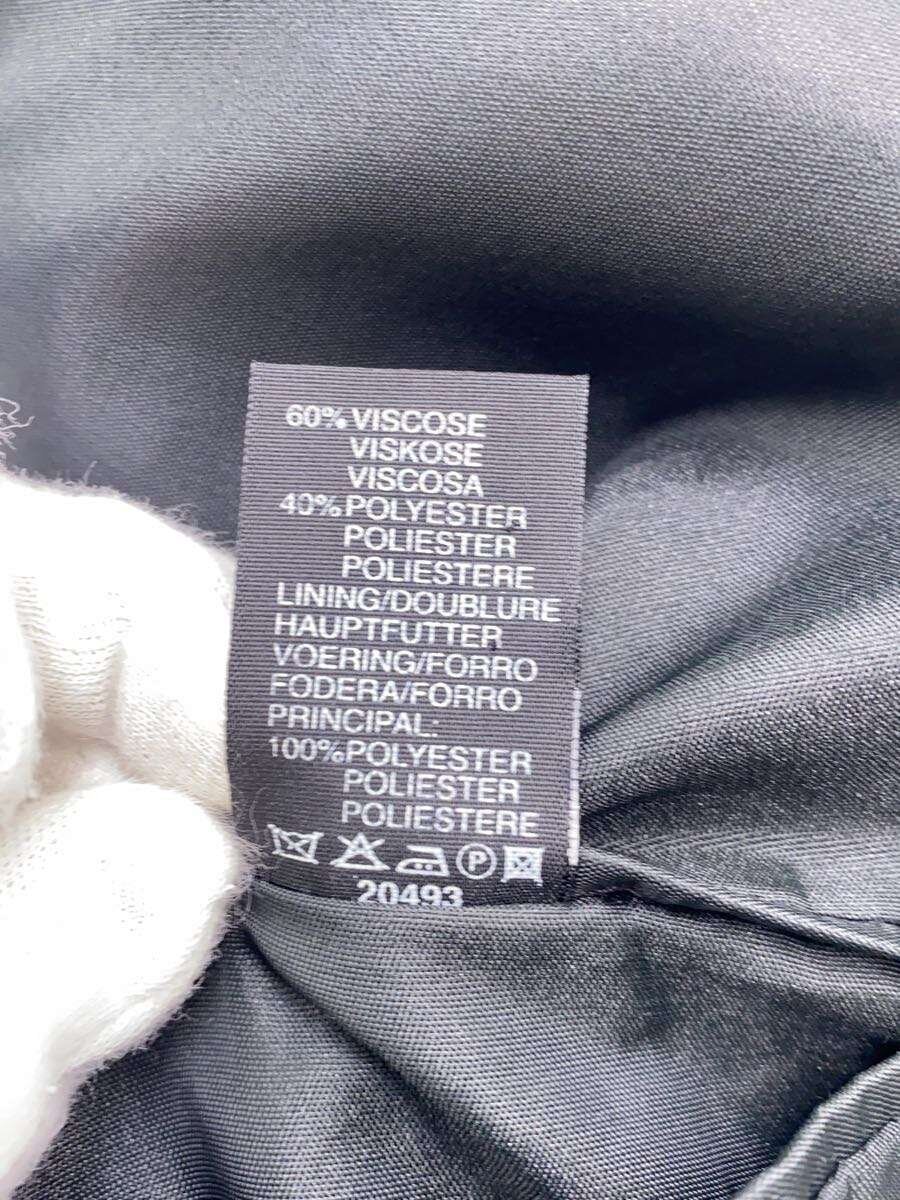 60% VISCOSE
VISKOSE
VISCOSA
40% POLYESTER
POLIESTER
POLIESTERE
LINING/DOUBLURE
HAUPTFUTTER
VOERING/FORRO
FODERA/FORRO
PRINCIPAL:
100% POLYESTER
POLIESTER
POLIESTERE
P
20493